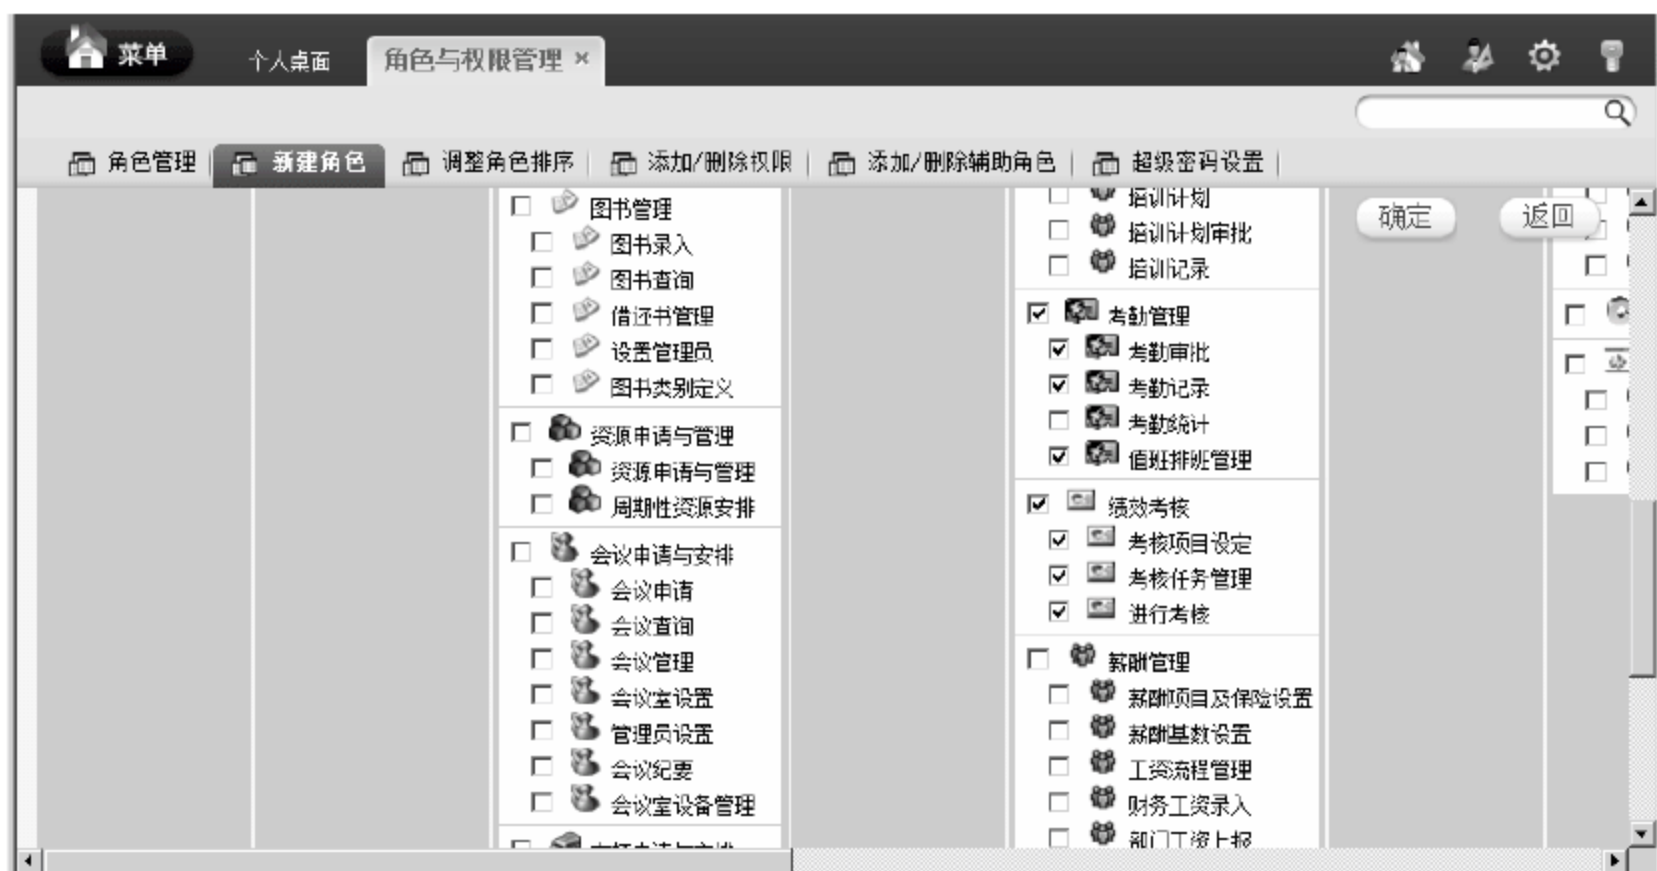 菜单 个人桌面 角色与权限管理 ×
角色管理 新建角色 调整角色排序 添加/删除权限 添加/删除辅助角色 超级密码设置
确定 返回
图书管理
图书录入
图书查询
借还书管理
设置管理员
图书类别定义
资源申请与管理
资源申请与管理
周期性资源安排
会议申请与安排
会议申请
会议查询
会议管理
会议室设置
管理员设置
会议纪要
会议室设备管理
培训计划
培训计划审批
培训记录
考勤管理
考勤审批
考勤记录
考勤统计
值班排班管理
绩效考核
考核项目设定
考核任务管理
进行考核
薪酬管理
薪酬项目及保险设置
薪酬基数设置
工资流程管理
财务工资录入
部门工资上报